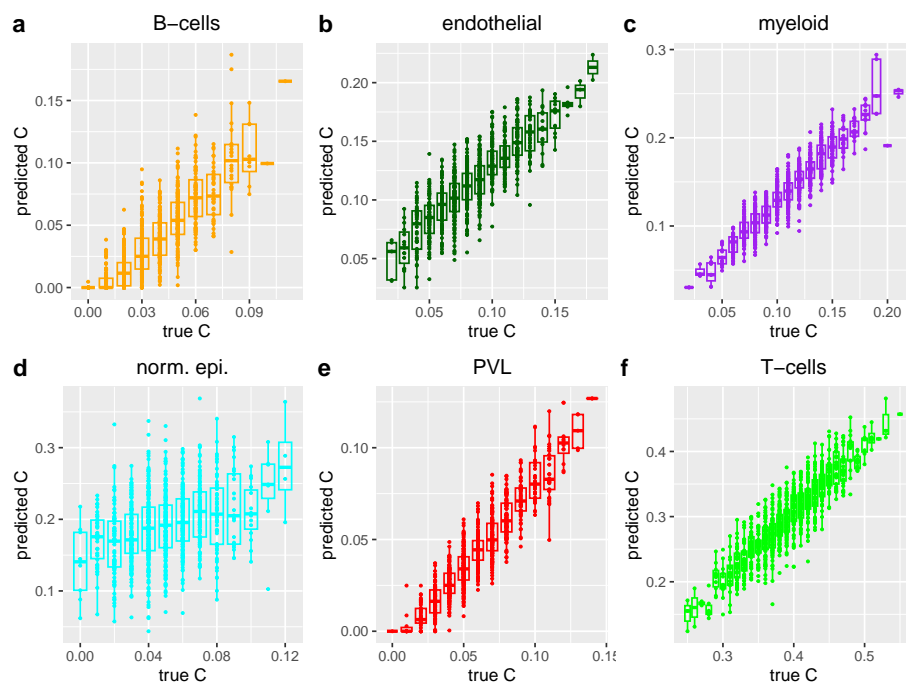 a B−cells
0.15
0.10
0.05
0.00
predicted C
0.00 0.03 0.06 0.09
true C
b endothelial
0.20
0.15
0.10
0.05
predicted C
0.05 0.10 0.15
true C
c myeloid
0.3
0.2
0.1
predicted C
0.05 0.10 0.15 0.20
true C
d norm. epi.
0.3
0.2
0.1
predicted C
0.00 0.04 0.08 0.12
true C
e PVL
0.10
0.05
0.00
predicted C
0.00 0.05 0.10 0.15
true C
f T−cells
0.4
0.3
0.2
predicted C
0.3 0.4 0.5
true C